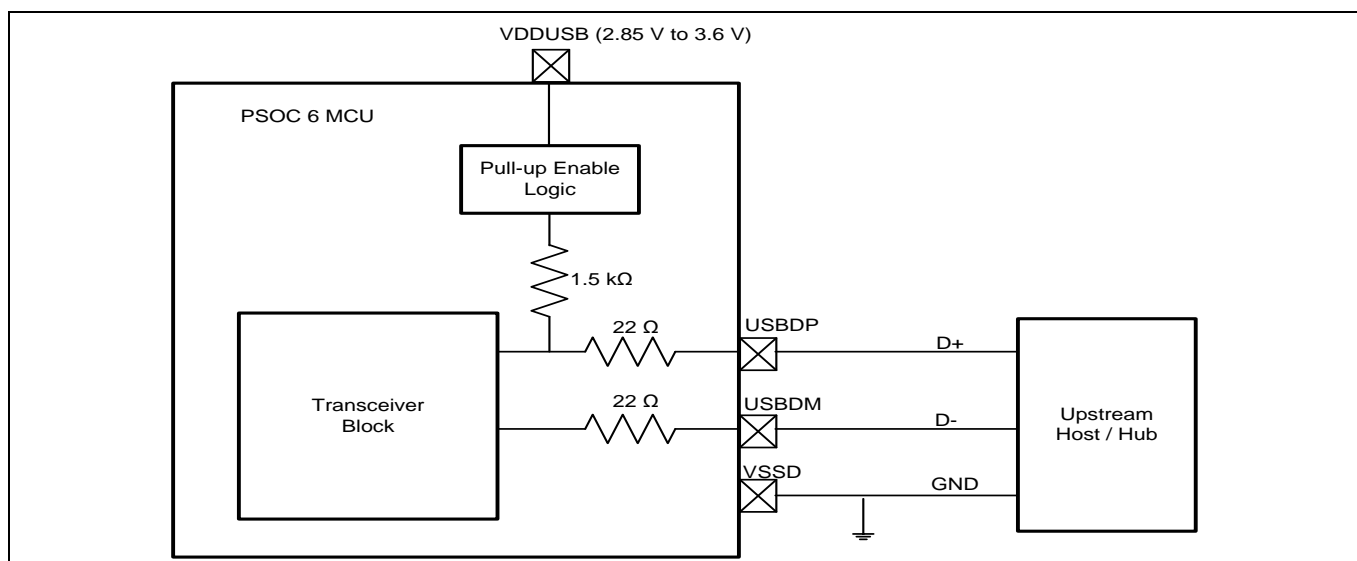 VDDUSB (2.85 V to 3.6 V)
PSOC 6 MCU
Pull-up Enable
Logic
1.5 kΩ
22 Ω
USBDP
D+
Transceiver
Block
22 Ω
USBDM
D-
Upstream
Host / Hub
VSSD
GND